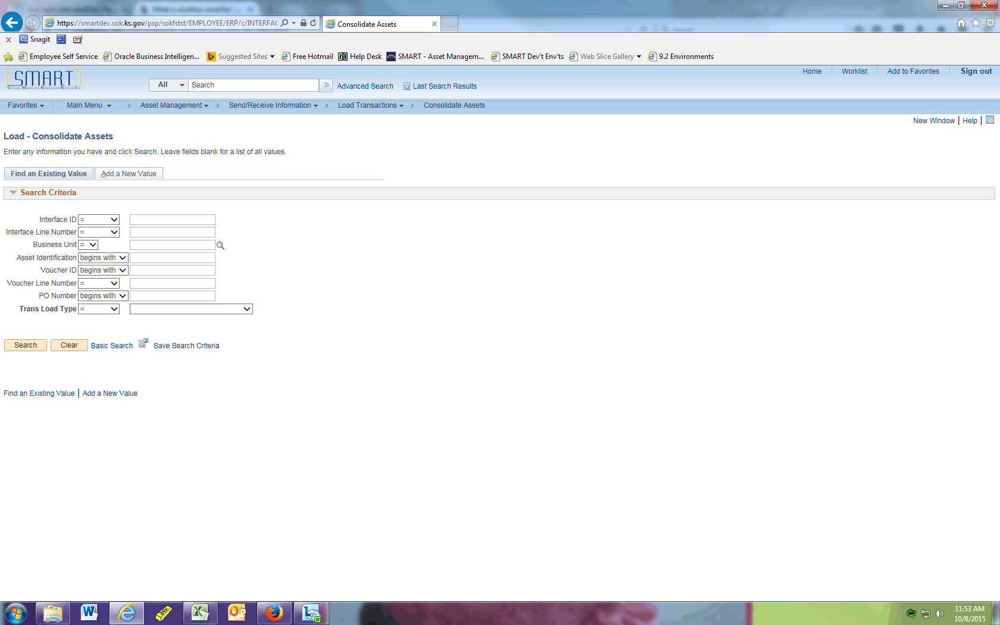 https://smartdev.sok.ks.gov/psp/sokfstst/EMPLOYEE/ERP/c/INTERFAC
Consolidate Assets
x Snagit
Employee Self Service Oracle Business Intelligen... Suggested Sites Free Hotmail Help Desk SMART - Asset Managem... SMART Dev't Env'ts Web Slice Gallery 9.2 Environments
SMART
Home Worklist Add to Favorites Sign out
All Search Advanced Search Last Search Results
Favorites Main Menu > Asset Management > Send/Receive Information > Load Transactions > Consolidate Assets
New Window | Help |
Load - Consolidate Assets
Enter any information you have and click Search. Leave fields blank for a list of all values.
Find an Existing Value Add a New Value
Search Criteria
Interface ID =
Interface Line Number =
Business Unit =
Asset Identification begins with
Voucher ID begins with
Voucher Line Number =
PO Number begins with
Trans Load Type =
Search Clear Basic Search Save Search Criteria
Find an Existing Value | Add a New Value
11:53 AM
10/8/2015